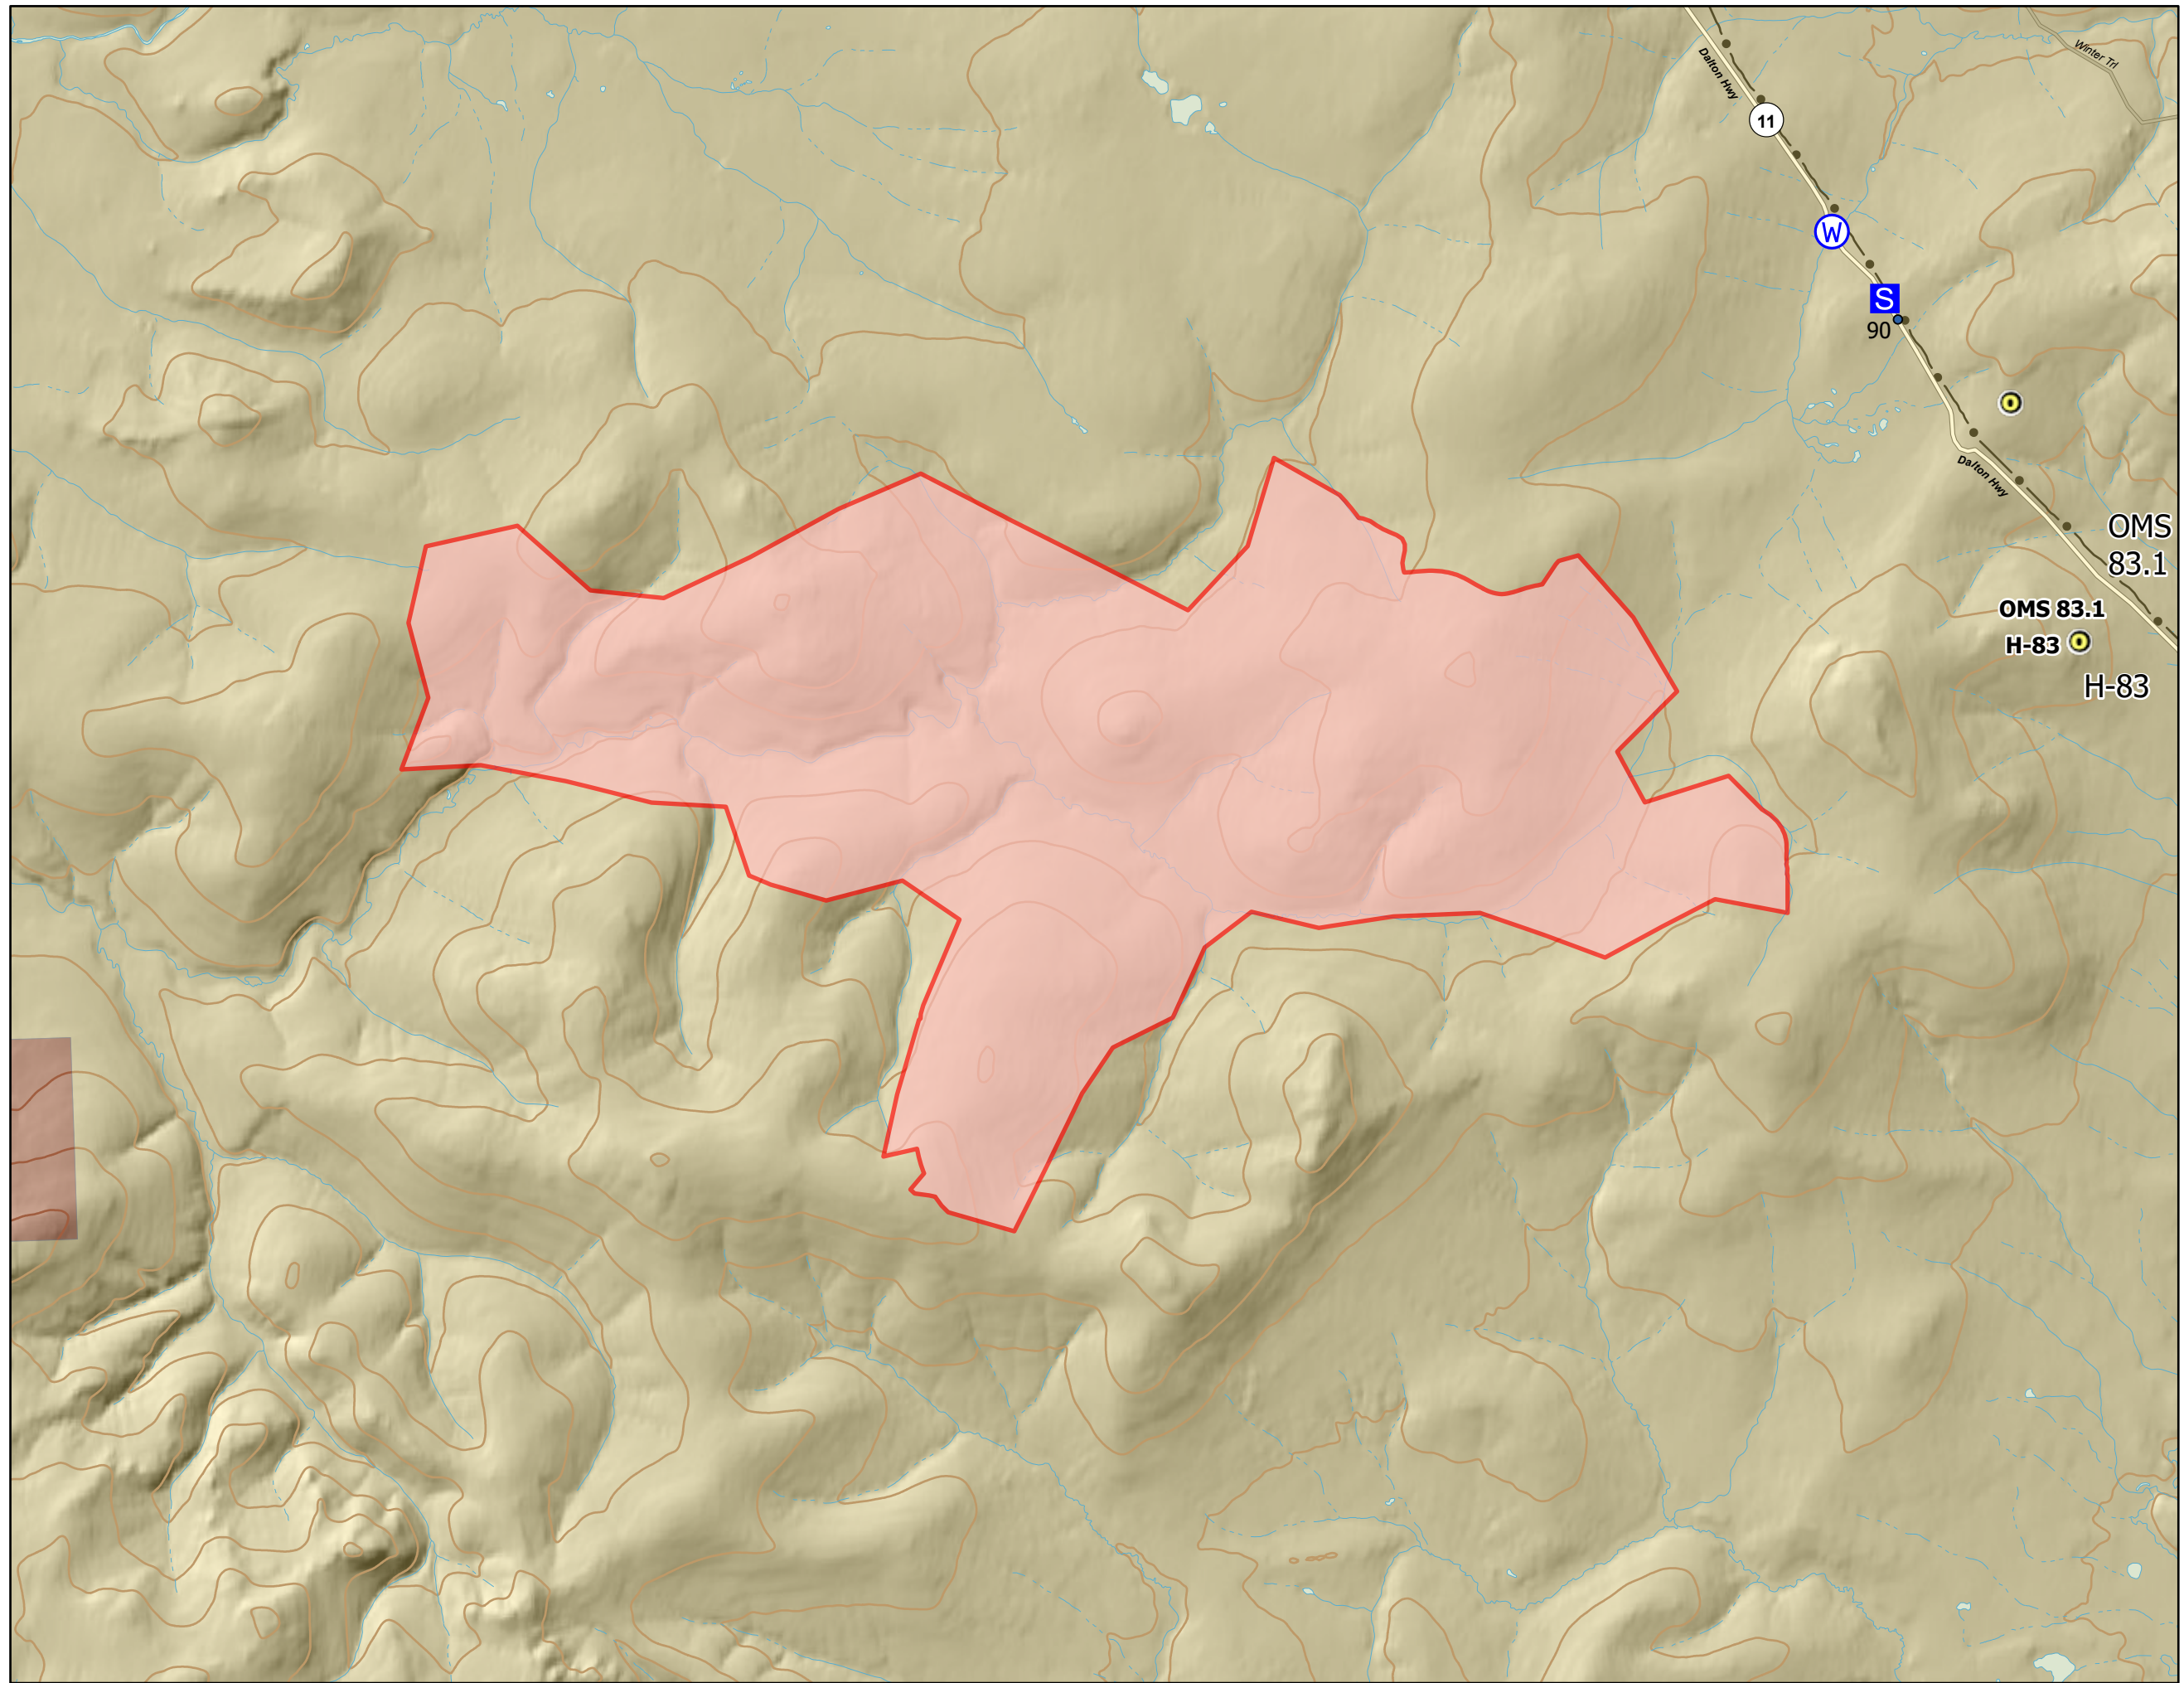 Winter Trl
Dalton Hwy
11
W
S
90
Dalton Hwy
OMS
83.1
OMS 83.1
H-83
H-83